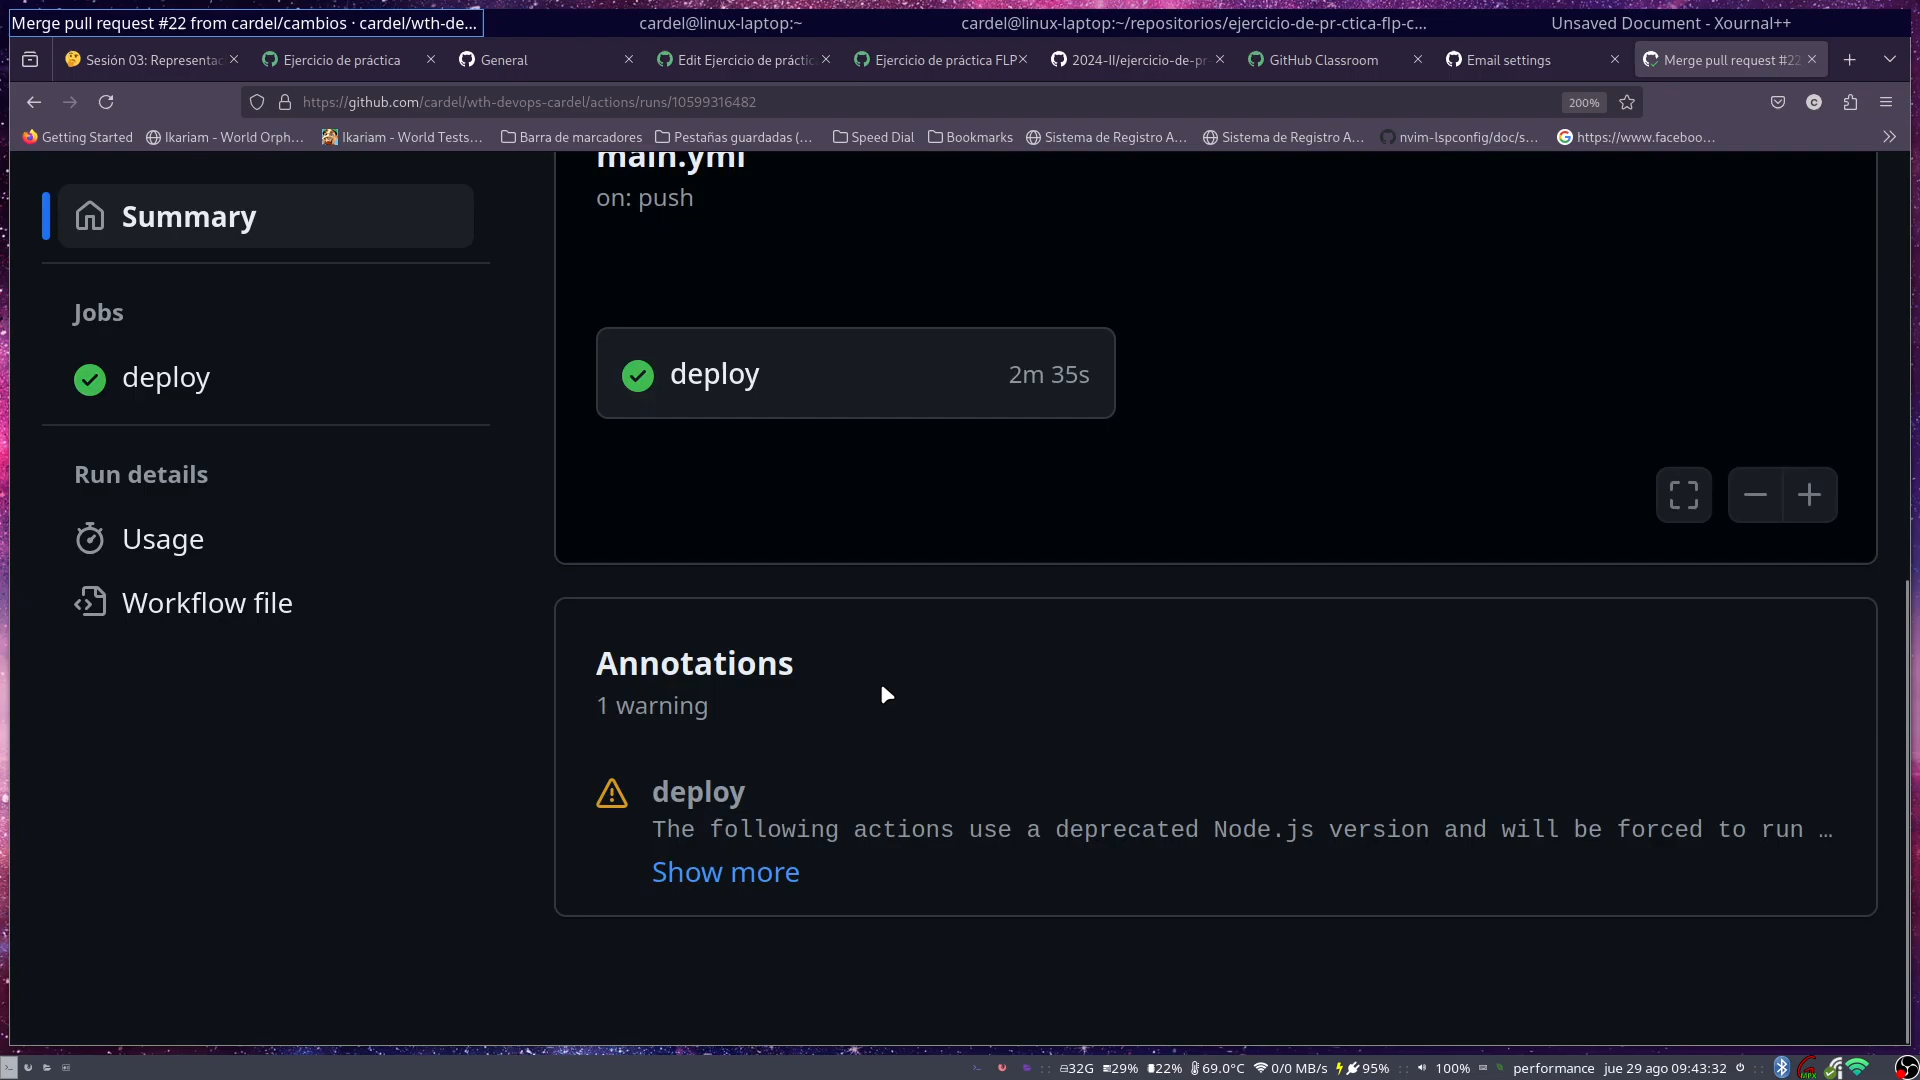 Merge pull request #22 from cardel/cambios · cardel/wth-de...
cardel@linux-laptop:~
cardel@linux-laptop:~/repositorios/ejercicio-de-pr-ctica-flp-c...
Unsaved Document - Xournal++
Sesión 03: Representac
Ejercicio de práctica
General
Edit Ejercicio de práctic
Ejercicio de práctica FLP
2024-II/ejercicio-de-pr
GitHub Classroom
Email settings
Merge pull request #22
https://github.com/cardel/wth-devops-cardel/actions/runs/10599316482
200%
Getting Started
Ikariam - World Orph...
Ikariam - World Tests...
Barra de marcadores
Pestañas guardadas (...
Speed Dial
Bookmarks
Sistema de Registro A...
Sistema de Registro A...
nvim-lspconfig/doc/s...
https://www.faceboo...
Summary
Jobs
deploy
Run details
Usage
Workflow file
main.yml
on: push
deploy
2m 35s
Annotations
1 warning
deploy
The following actions use a deprecated Node.js version and will be forced to run …
Show more
32G
29%
22%
69.0°C
0/0 MB/s
95%
100%
performance
jue 29 ago 09:43:32